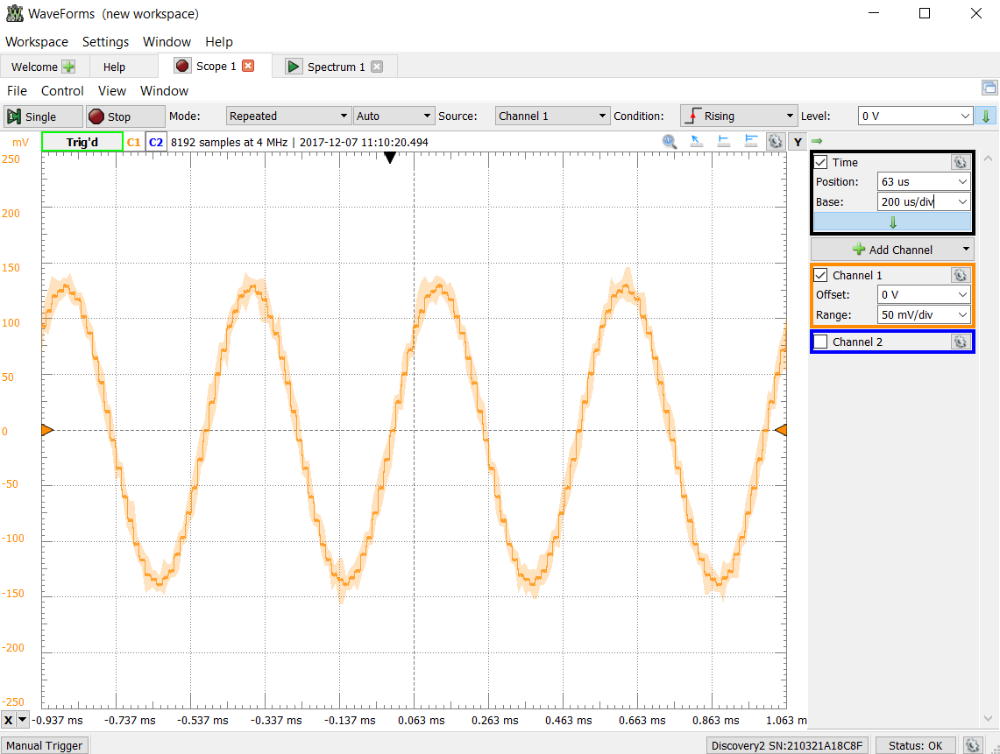 WaveForms (new workspace)
Workspace Settings Window Help
Welcome Help Scope 1 Spectrum 1
File Control View Window
Single Stop Mode: Repeated Auto Source: Channel 1 Condition: Rising Level: 0 V
mV Trig'd C1 C2 8192 samples at 4 MHz | 2017-12-07 11:10:20.494 Y
250
200
150
100
50
0
-50
-100
-150
-200
-250
X -0.937 ms -0.737 ms -0.537 ms -0.337 ms -0.137 ms 0.063 ms 0.263 ms 0.463 ms 0.663 ms 0.863 ms 1.063 m
Time
Position: 63 us
Base: 200 us/div
Add Channel
Channel 1
Offset: 0 V
Range: 50 mV/div
Channel 2
Manual Trigger Discovery2 SN:210321A18C8F Status: OK